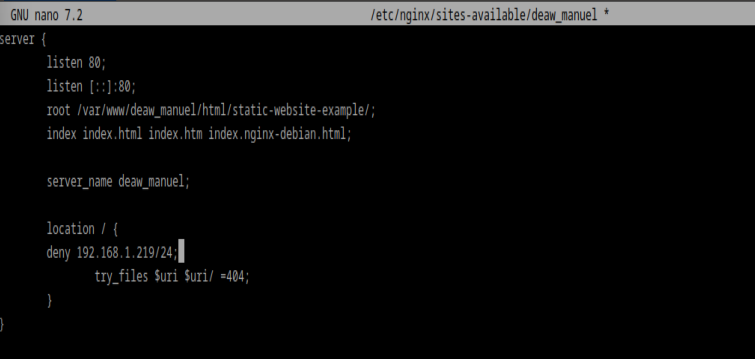 GNU nano 7.2 /etc/nginx/sites-available/deaw_manuel *
server {
listen 80;
listen [::]:80;
root /var/www/deaw_manuel/html/static-website-example/;
index index.html index.htm index.nginx-debian.html;
server_name deaw_manuel;
location / {
deny 192.168.1.219/24;
try_files $uri $uri/ =404;
}
}